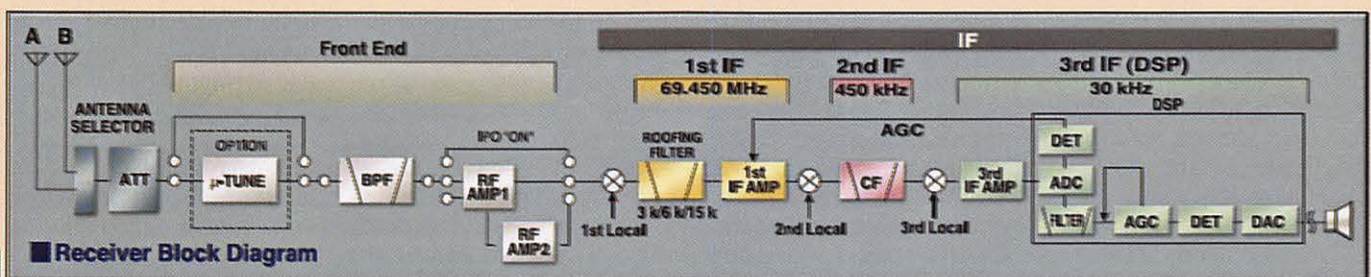 A B
Front End
IF
1st IF
69.450 MHz
2nd IF
450 kHz
3rd IF (DSP)
30 kHz
DSP
ANTENNA
SELECTOR
OPTION
IPO "ON"
ROOFING
FILTER
AGC
ATT
μ-TUNE
BPF
RF
AMP1
RF
AMP2
1st Local
3 k/6 k/15 k
1st
IF AMP
2nd Local
CF
3rd Local
3rd
IF AMP
DET
ADC
FILTER
AGC
DET
DAC
Receiver Block Diagram